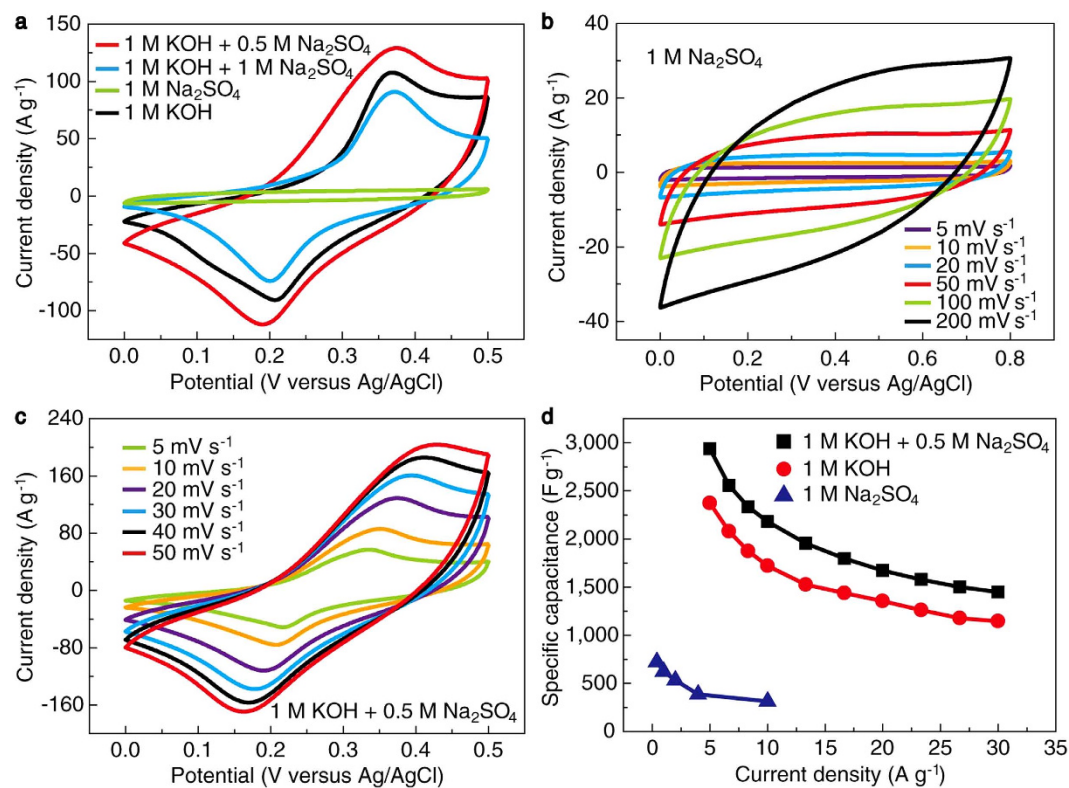 a
150
100
50
0
-50
-100
0.0
0.1
0.2
0.3
0.4
0.5
Current density (A g⁻¹)
Potential (V versus Ag/AgCl)
1 M KOH + 0.5 M Na₂SO₄
1 M KOH + 1 M Na₂SO₄
1 M Na₂SO₄
1 M KOH
b
40
20
0
-20
-40
0.0
0.2
0.4
0.6
0.8
Current density (A g⁻¹)
Potential (V versus Ag/AgCl)
1 M Na₂SO₄
5 mV s⁻¹
10 mV s⁻¹
20 mV s⁻¹
50 mV s⁻¹
100 mV s⁻¹
200 mV s⁻¹
c
240
160
80
0
-80
-160
0.0
0.1
0.2
0.3
0.4
0.5
Current density (A g⁻¹)
Potential (V versus Ag/AgCl)
5 mV s⁻¹
10 mV s⁻¹
20 mV s⁻¹
30 mV s⁻¹
40 mV s⁻¹
50 mV s⁻¹
1 M KOH + 0.5 M Na₂SO₄
d
3,000
2,500
2,000
1,500
1,000
500
0
0
5
10
15
20
25
30
35
Specific capacitance (F g⁻¹)
Current density (A g⁻¹)
1 M KOH + 0.5 M Na₂SO₄
1 M KOH
1 M Na₂SO₄